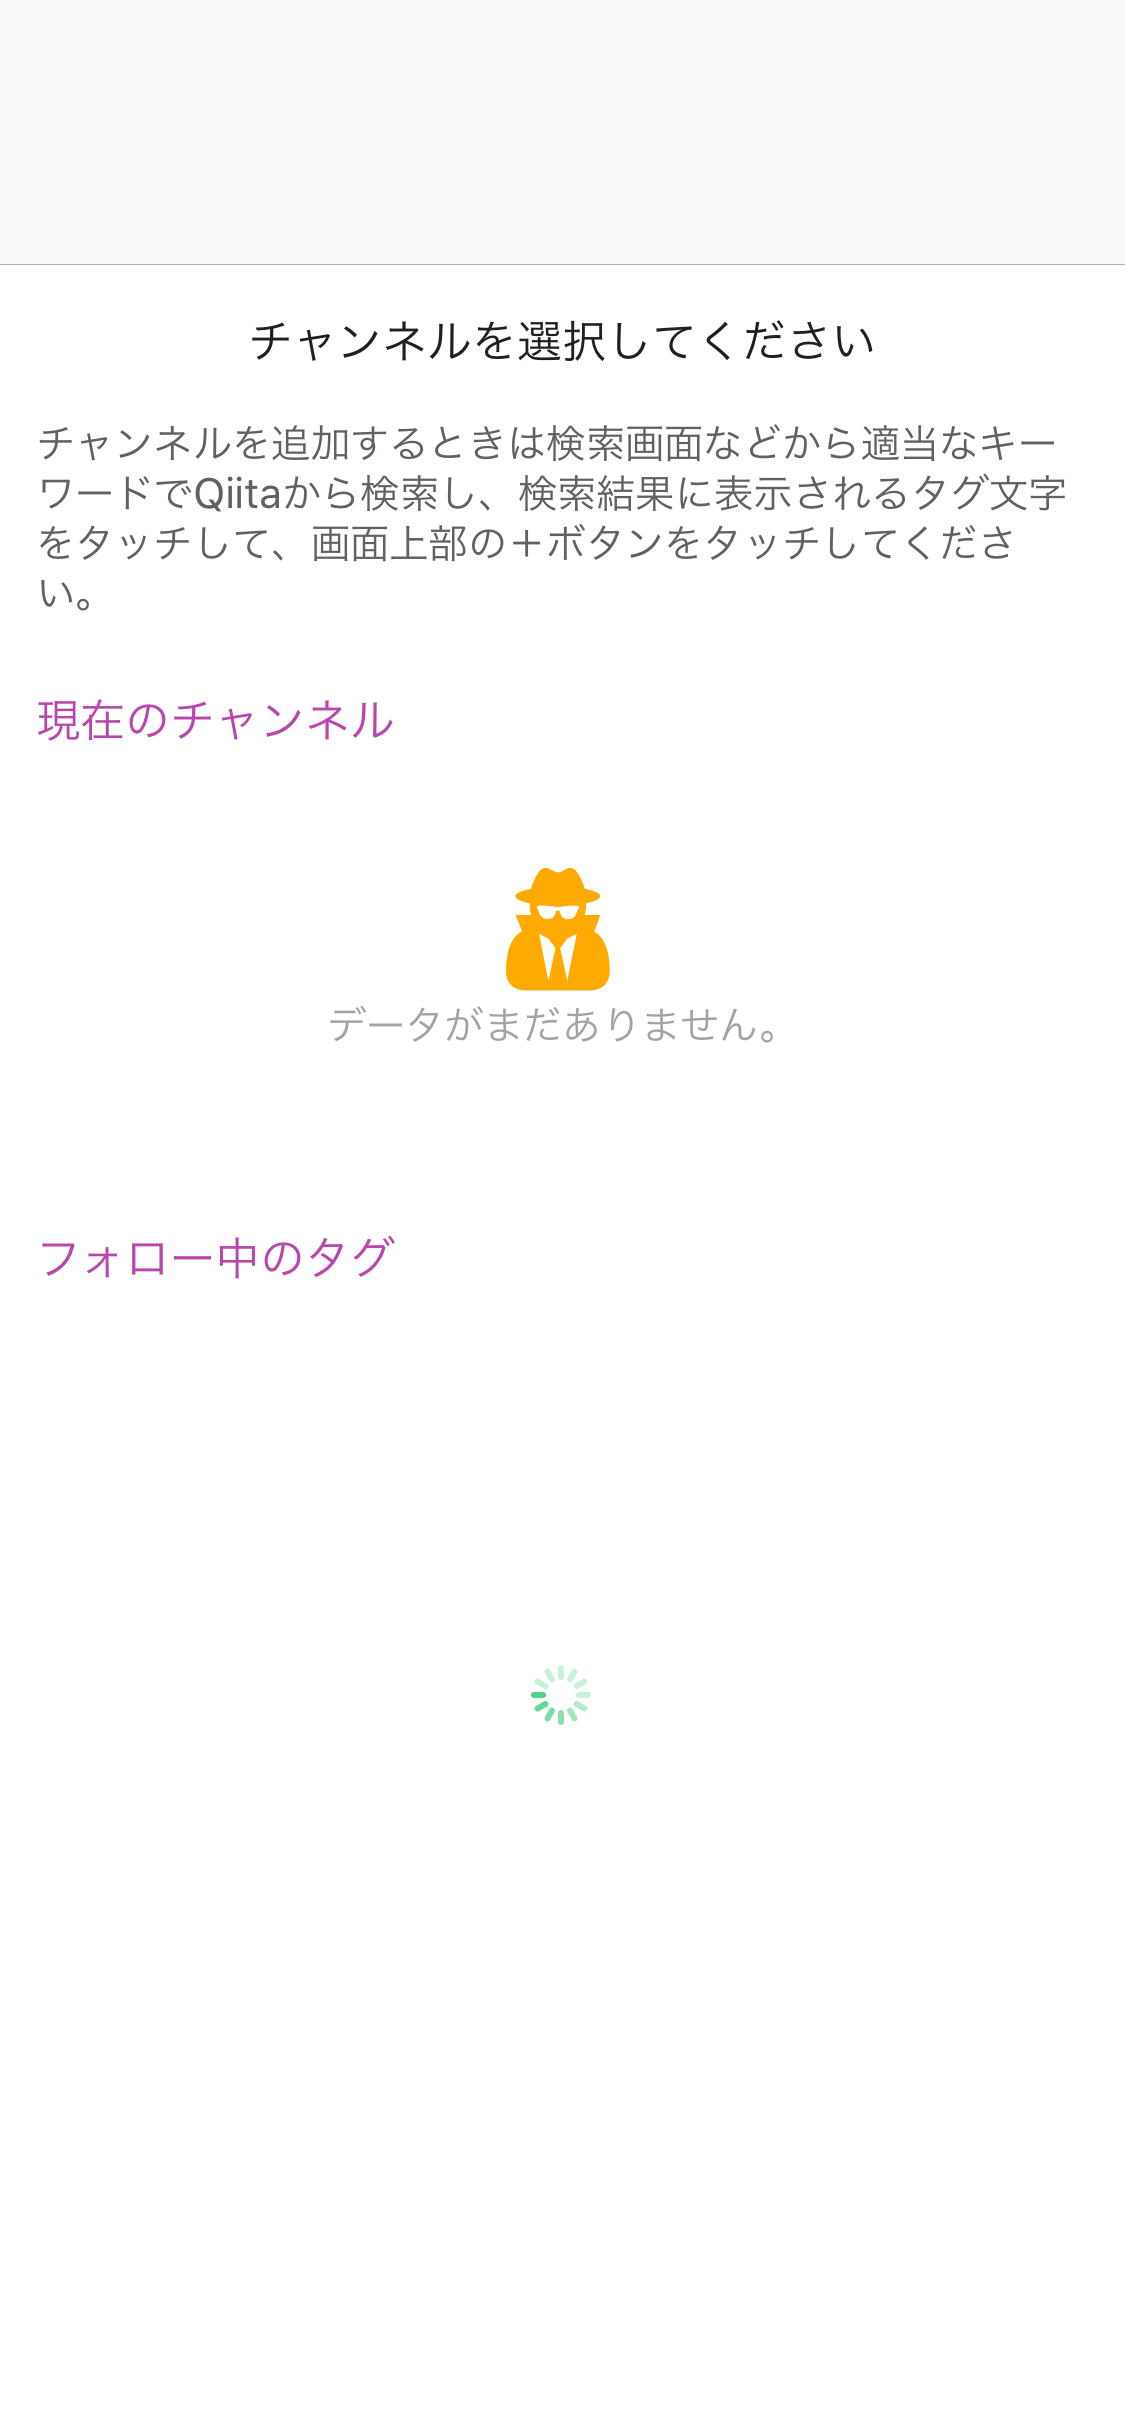 チャンネルを選択してください
チャンネルを追加するときは検索画面などから適当なキー
ワードでQiitaから検索し、検索結果に表示されるタグ文字
をタッチして、画面上部の＋ボタンをタッチしてくださ
い。
現在のチャンネル
データがまだありません。
フォロー中のタグ